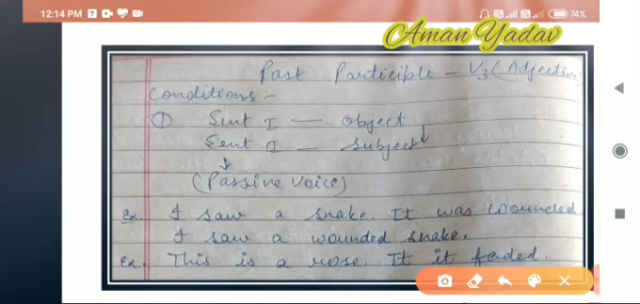 12:14 PM
74%
Aman Yadav
Past Participle - V3 (Adjective)
Conditions -
① Sent I - Object
Sent II - Subject
(Passive Voice)
Ex. I saw a snake. It was wounded
I saw a wounded snake.
Ex. This is a rose. It it faded.